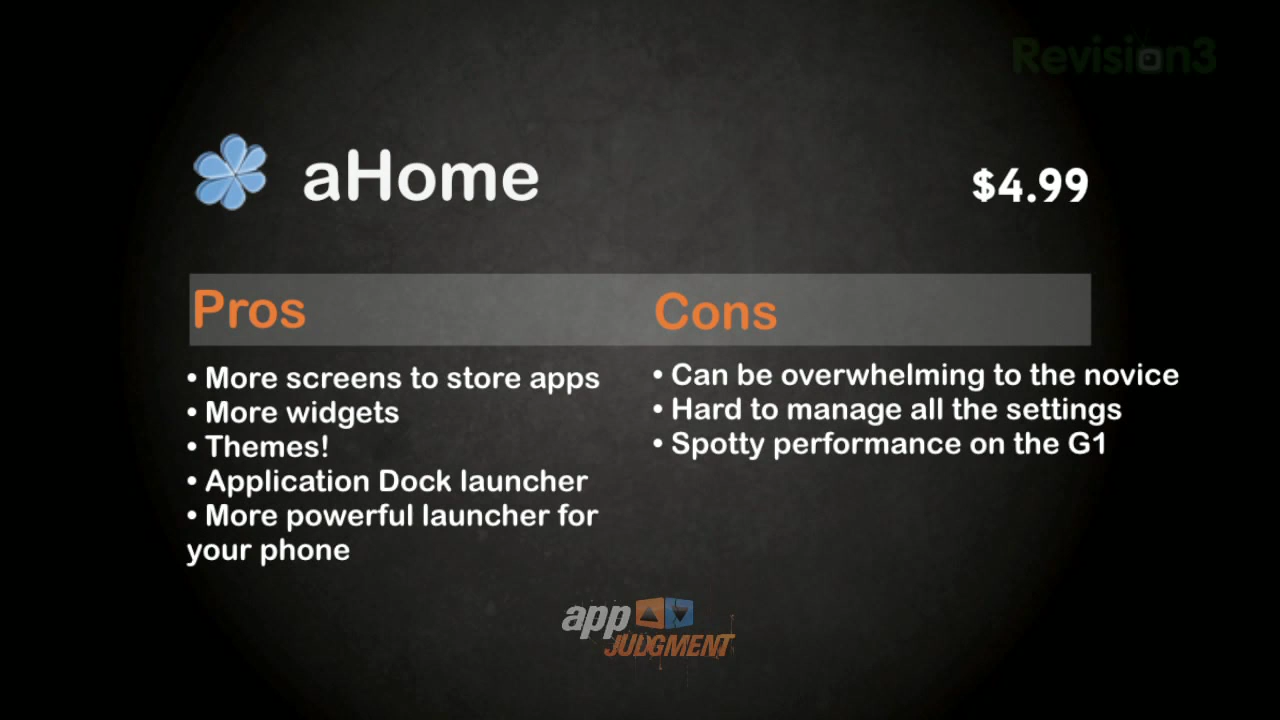 Revision3
aHome
$4.99
Pros
• More screens to store apps
• More widgets
• Themes!
• Application Dock launcher
• More powerful launcher for
your phone
Cons
• Can be overwhelming to the novice
• Hard to manage all the settings
• Spotty performance on the G1
app
JUDGMENT